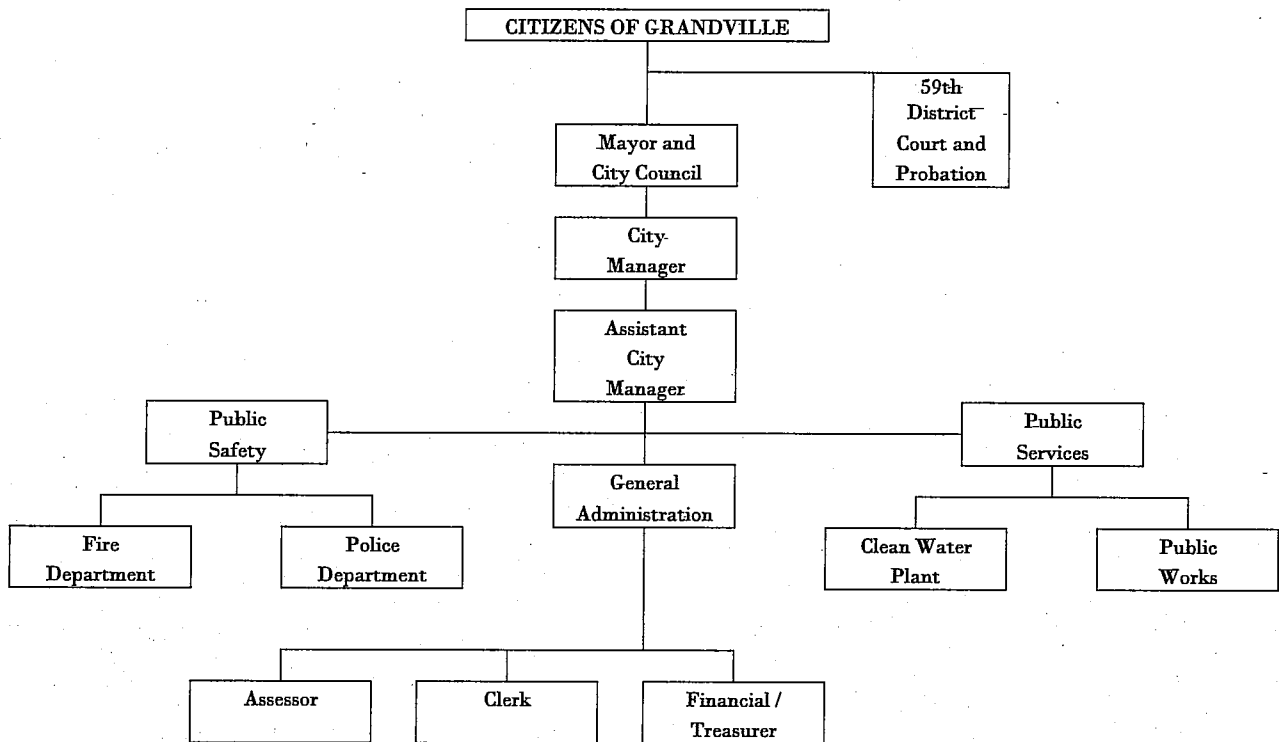 CITIZENS OF GRANDVILLE
59th
District
Court and
Probation
Mayor and
City Council
City
Manager
Assistant
City
Manager
Public
Safety
Public
Services
General
Administration
Fire
Department
Police
Department
Clean Water
Plant
Public
Works
Assessor
Clerk
Financial /
Treasurer